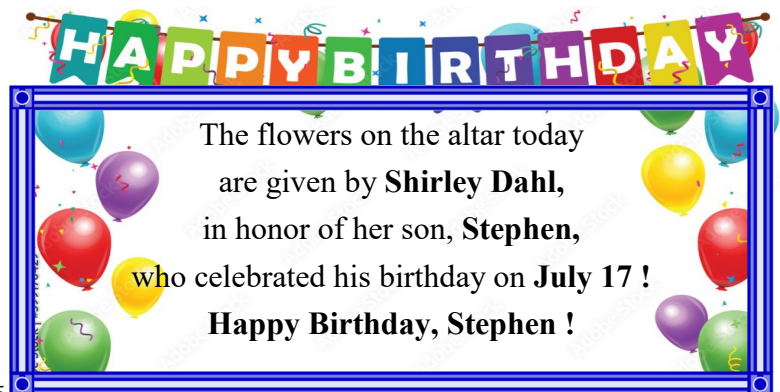 HAPPY BIRTHDAY
The flowers on the altar today
are given by Shirley Dahl,
in honor of her son, Stephen,
who celebrated his birthday on July 17 !
Happy Birthday, Stephen !